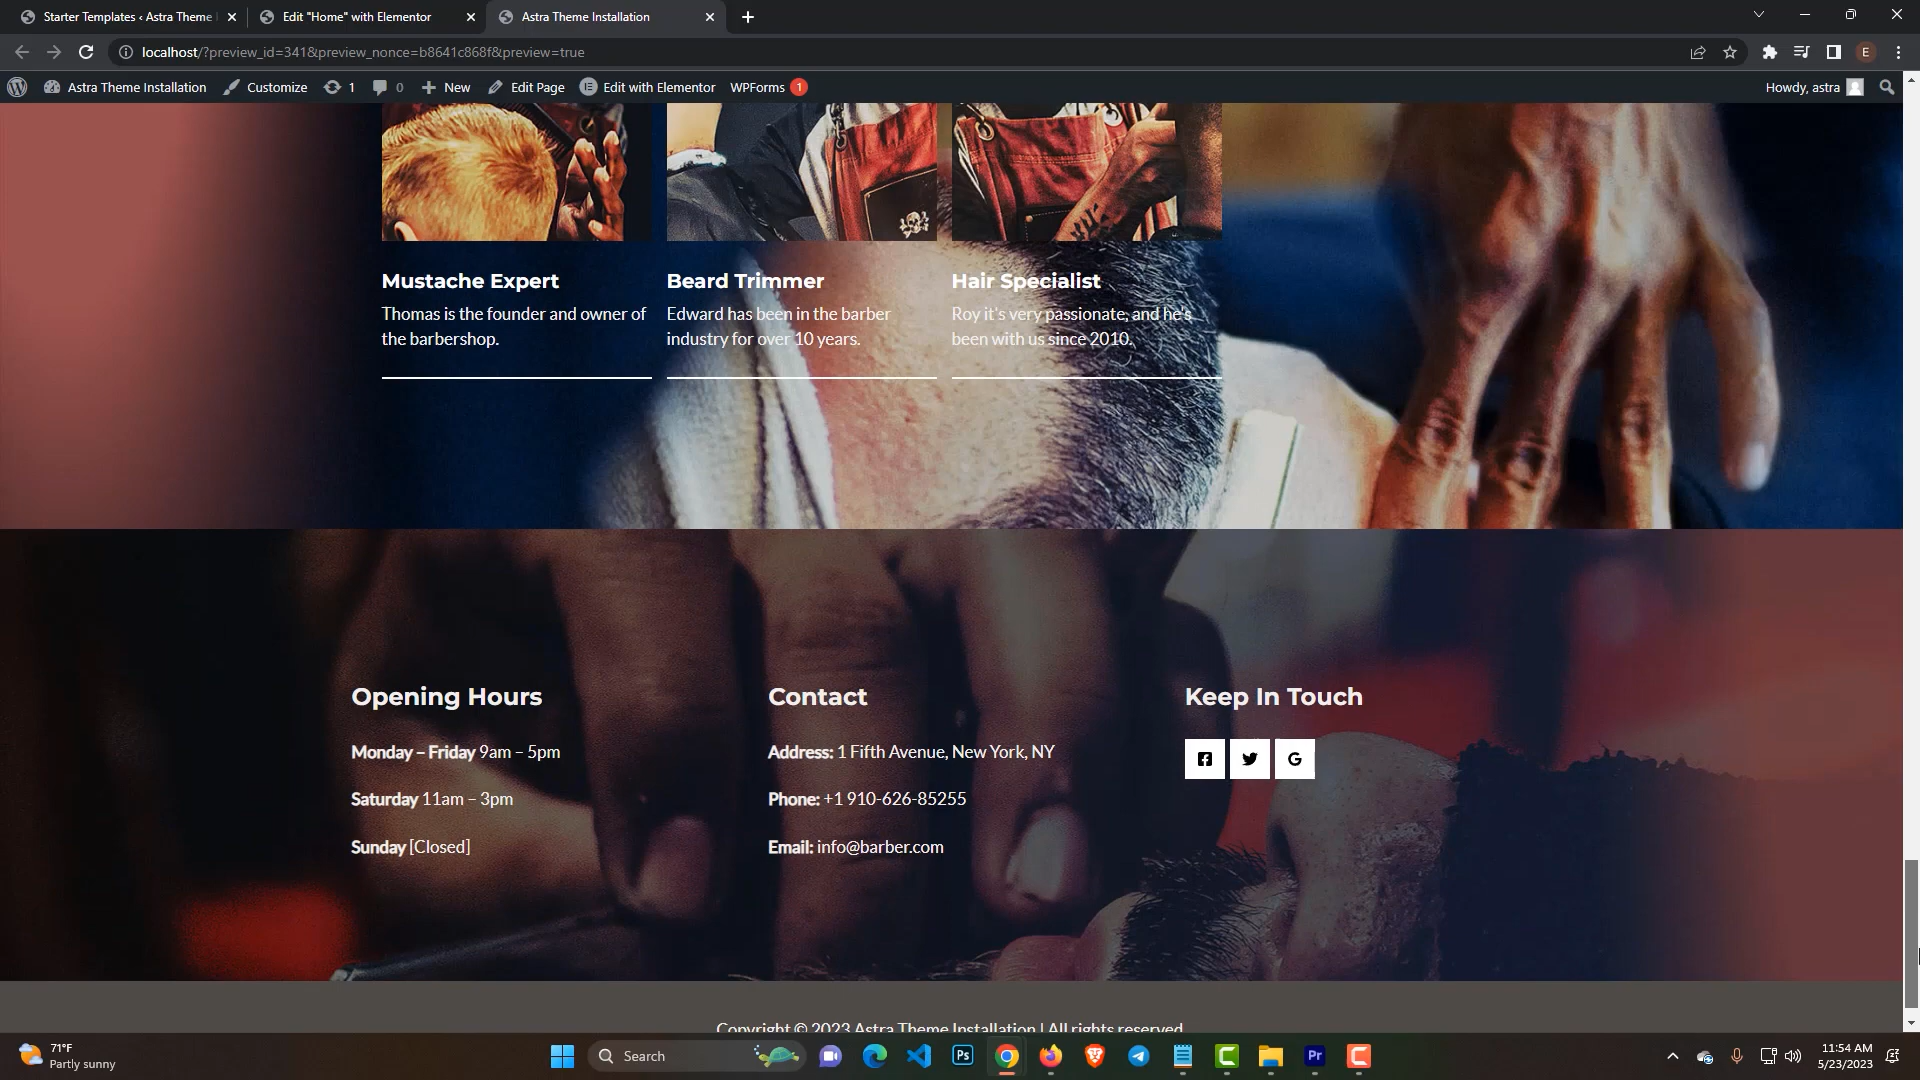 Starter Templates ‹ Astra Theme
Edit "Home" with Elementor
Astra Theme Installation
localhost/?preview_id=341&preview_nonce=b8641c868f&preview=true
E
Astra Theme Installation
Customize
1
0
New
Edit Page
Edit with Elementor
WPForms
1
Howdy, astra
Mustache Expert
Thomas is the founder and owner of
the barbershop.
Beard Trimmer
Edward has been in the barber
industry for over 10 years.
Hair Specialist
Roy it's very passionate, and he's
been with us since 2010.
Opening Hours
Monday – Friday 9am – 5pm
Saturday 11am – 3pm
Sunday [Closed]
Contact
Address: 1 Fifth Avenue, New York, NY
Phone: +1 910-626-85255
Email: info@barber.com
Keep In Touch
G
Copyright © 2023 Astra Theme Installation | All rights reserved
71°F
Partly sunny
Search
Ps
Pr
11:54 AM
5/23/2023